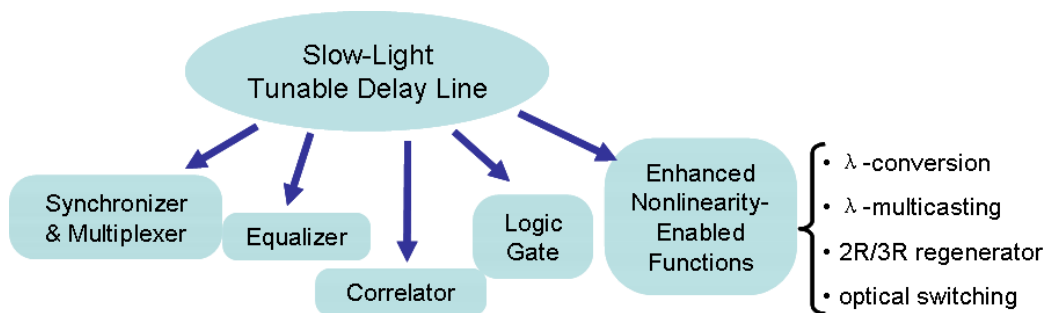 Slow-Light
Tunable Delay Line
Synchronizer
& Multiplexer
Equalizer
Correlator
Logic
Gate
Enhanced
Nonlinearity-
Enabled
Functions
• λ-conversion
• λ-multicasting
• 2R/3R regenerator
• optical switching